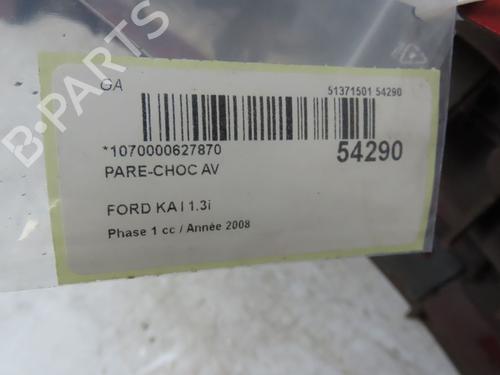 GA
51371501 54290
*1070000627870
54290
PARE-CHOC AV
FORD KA I 1.3i
Phase 1 cc / Année 2008
B-PARTS